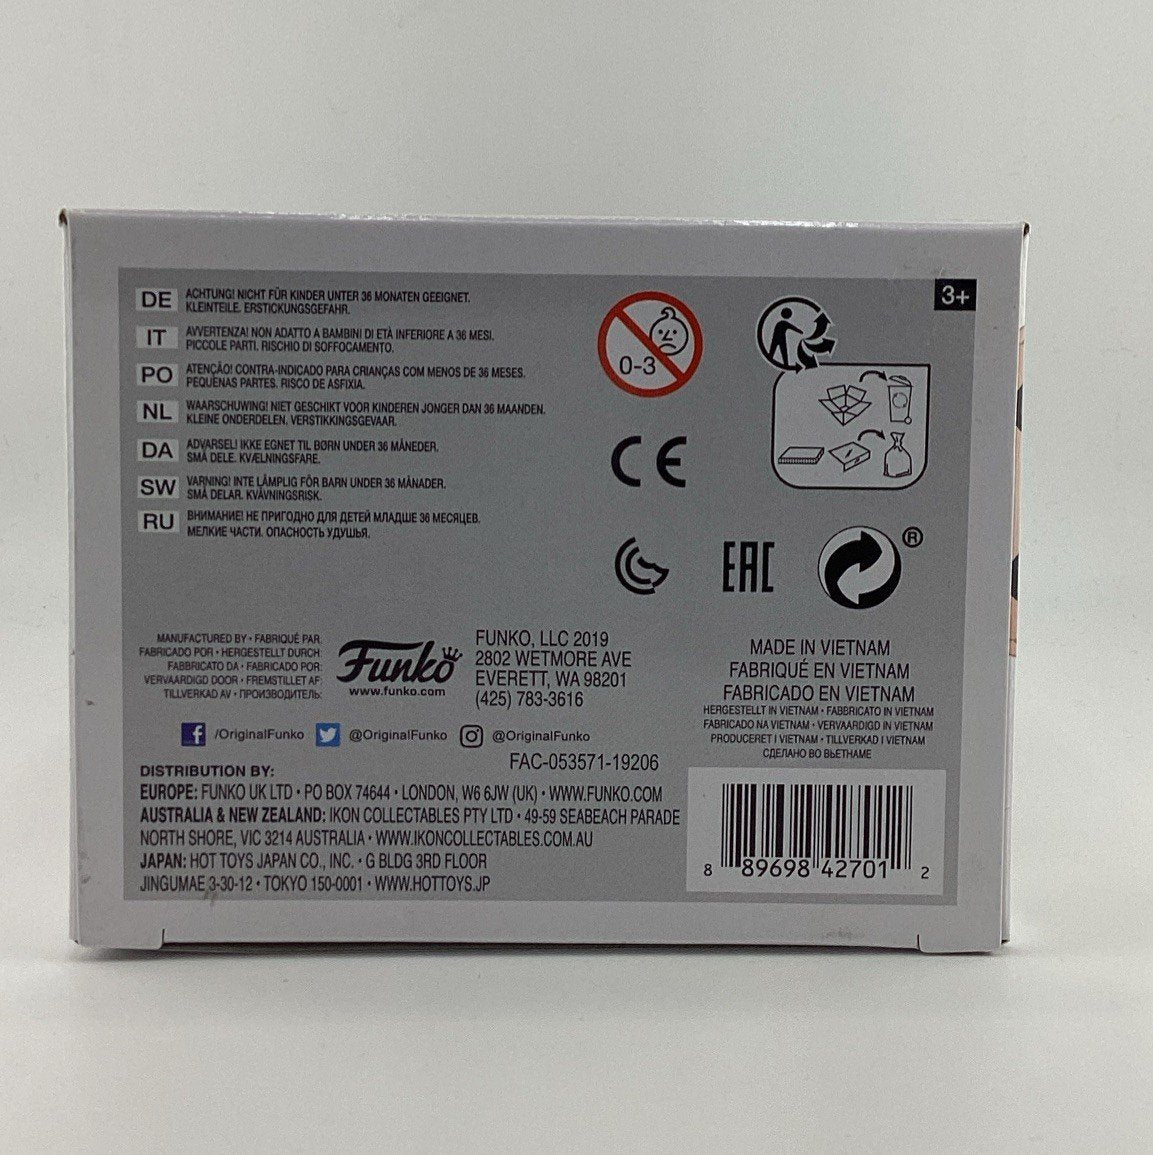 DE ACHTUNG! NICHT FÜR KINDER UNTER 36 MONATEN GEEIGNET.
KLEINTEILE. ERSTICKUNGSGEFAHR.
IT AVVERTENZA! NON ADATTO A BAMBINI DI ETÀ INFERIORE A 36 MESI.
PICCOLE PARTI. RISCHIO DI SOFFOCAMENTO.
PO ATENÇÃO! CONTRA-INDICADO PARA CRIANÇAS COM MENOS DE 36 MESES.
PEQUENAS PARTES. RISCO DE ASFIXIA.
NL WAARSCHUWING! NIET GESCHIKT VOOR KINDEREN JONGER DAN 36 MAANDEN.
KLEINE ONDERDELEN. VERSTIKKINGSGEVAAR.
DA ADVARSEL! IKKE EGNET TIL BØRN UNDER 36 MÅNEDER.
SMÅ DELE. KVÆLNINGSFARE.
SW VARNING! INTE LÄMPLIG FÖR BARN UNDER 36 MÅNADER.
SMÅ DELAR. KVÄVNINGSRISK.
RU ВНИМАНИЕ! НЕ ПРИГОДНО ДЛЯ ДЕТЕЙ МЛАДШЕ 36 МЕСЯЦЕВ.
МЕЛКИЕ ЧАСТИ. ОПАСНОСТЬ УДУШЬЯ.
0-3
3+
CE
EAC
®
MANUFACTURED BY • FABRIQUÉ PAR:
FABRICADO POR • HERGESTELLT DURCH:
FABBRICATO DA • FABRICADO POR:
VERVAARDIGD DOOR • FREMSTILLET AF:
TILLVERKAD AV • ПРОИЗВОДИТЕЛЬ:
Funko
www.funko.com
FUNKO, LLC 2019
2802 WETMORE AVE
EVERETT, WA 98201
(425) 783-3616
/OriginalFunko @OriginalFunko @OriginalFunko
FAC-053571-19206
MADE IN VIETNAM
FABRIQUÉ EN VIETNAM
FABRICADO EN VIETNAM
HERGESTELLT IN VIETNAM • FABBRICATO IN VIETNAM
FABRICADO NA VIETNAM • VERVAARDIGD IN VIETNAM
PRODUCERET I VIETNAM • TILLVERKAD I VIETNAM
СДЕЛАНО ВО ВЬЕТНАМЕ
DISTRIBUTION BY:
EUROPE: FUNKO UK LTD • PO BOX 74644 • LONDON, W6 6JW (UK) • WWW.FUNKO.COM
AUSTRALIA & NEW ZEALAND: IKON COLLECTABLES PTY LTD • 49-59 SEABEACH PARADE
NORTH SHORE, VIC 3214 AUSTRALIA • WWW.IKONCOLLECTABLES.COM.AU
JAPAN: HOT TOYS JAPAN CO., INC. • G BLDG 3RD FLOOR
JINGUMAE 3-30-12 • TOKYO 150-0001 • WWW.HOTTOYS.JP
8 89698 42701 2